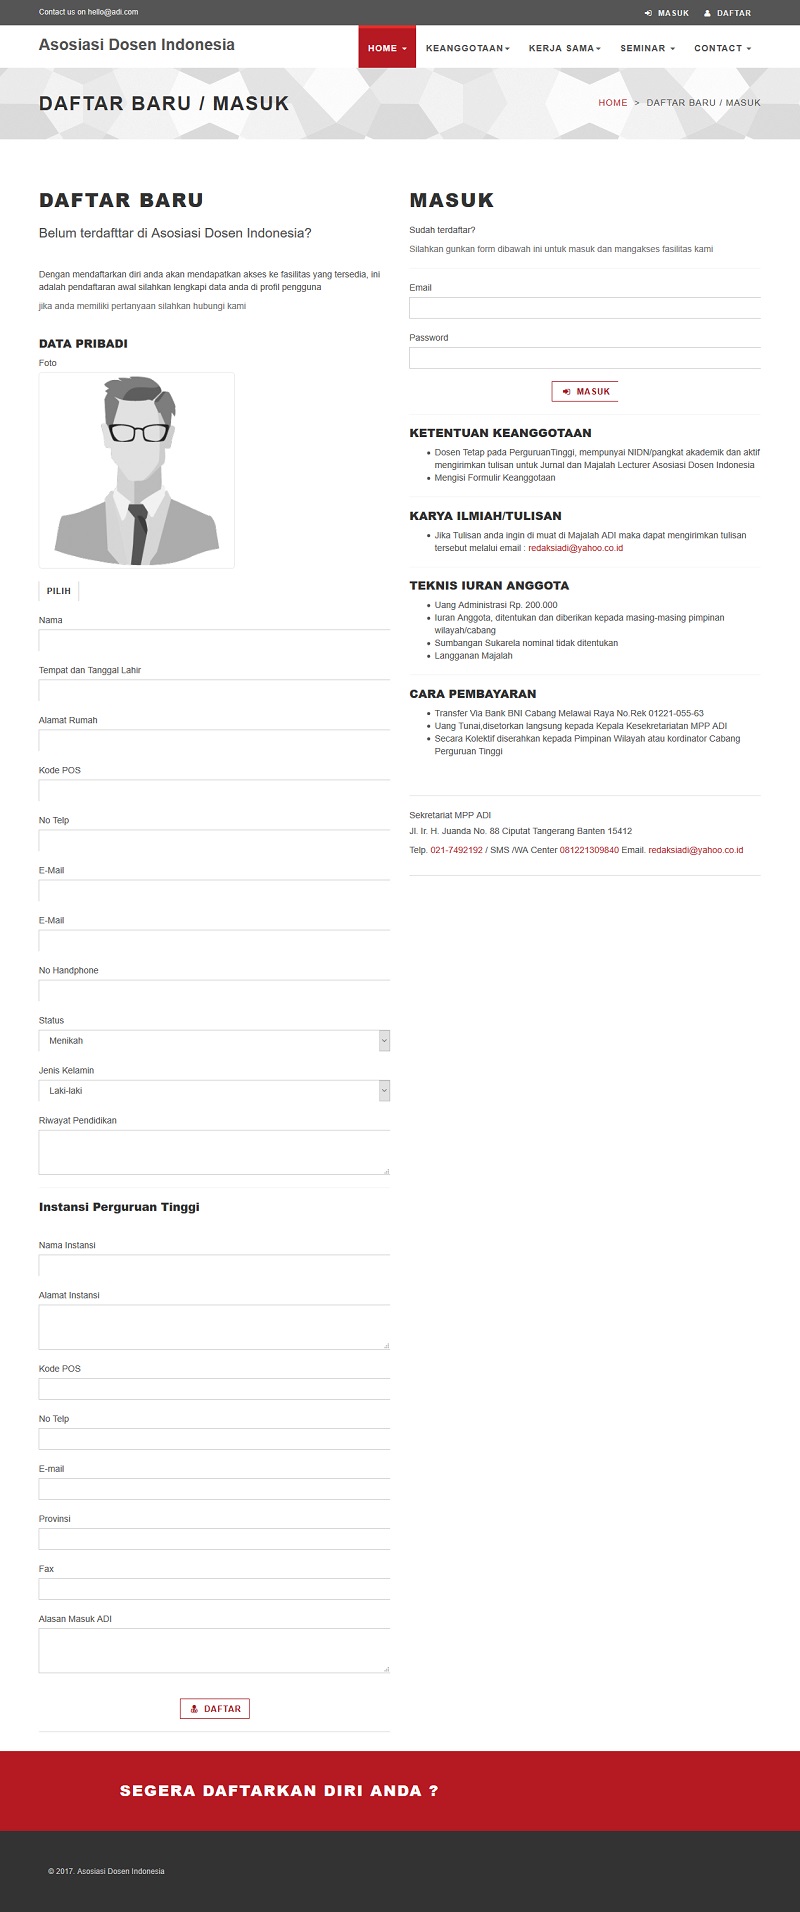 Contact us on hello@adi.com
MASUK DAFTAR
Asosiasi Dosen Indonesia
HOME KEANGGOTAAN KERJA SAMA SEMINAR CONTACT
DAFTAR BARU / MASUK
HOME > DAFTAR BARU / MASUK
DAFTAR BARU
Belum terdafttar di Asosiasi Dosen Indonesia?
Dengan mendaftarkan diri anda akan mendapatkan akses ke fasilitas yang tersedia, ini
adalah pendaftaran awal silahkan lengkapi data anda di profil pengguna
jika anda memiliki pertanyaan silahkan hubungi kami
DATA PRIBADI
Foto
PILIH
Nama
Tempat dan Tanggal Lahir
Alamat Rumah
Kode POS
No Telp
E-Mail
E-Mail
No Handphone
Status
Menikah
Jenis Kelamin
Laki-laki
Riwayat Pendidikan
Instansi Perguruan Tinggi
Nama Instansi
Alamat Instansi
Kode POS
No Telp
E-mail
Provinsi
Fax
Alasan Masuk ADI
DAFTAR
MASUK
Sudah terdaftar?
Silahkan gunkan form dibawah ini untuk masuk dan mangakses fasilitas kami
Email
Password
MASUK
KETENTUAN KEANGGOTAAN
Dosen Tetap pada PerguruanTinggi, mempunyai NIDN/pangkat akademik dan aktif
mengirimkan tulisan untuk Jurnal dan Majalah Lecturer Asosiasi Dosen Indonesia
Mengisi Formulir Keanggotaan
KARYA ILMIAH/TULISAN
Jika Tulisan anda ingin di muat di Majalah ADI maka dapat mengirimkan tulisan
tersebut melalui email : redaksiadi@yahoo.co.id
TEKNIS IURAN ANGGOTA
Uang Administrasi Rp. 200.000
Iuran Anggota, ditentukan dan diberikan kepada masing-masing pimpinan
wilayah/cabang
Sumbangan Sukarela nominal tidak ditentukan
Langganan Majalah
CARA PEMBAYARAN
Transfer Via Bank BNI Cabang Melawai Raya No.Rek 01221-055-63
Uang Tunai,disetorkan langsung kepada Kepala Kesekretariatan MPP ADI
Secara Kolektif diserahkan kepada Pimpinan Wilayah atau kordinator Cabang
Perguruan Tinggi
Sekretariat MPP ADI
Jl. Ir. H. Juanda No. 88 Ciputat Tangerang Banten 15412
Telp. 021-7492192 / SMS /WA Center 081221309840 Email. redaksiadi@yahoo.co.id
SEGERA DAFTARKAN DIRI ANDA ?
© 2017. Asosiasi Dosen Indonesia